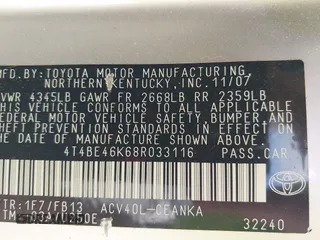 BY:TOYOTA MOTOR MANUFACTURING,
NORTHERN KENTUCKY, INC. 11/07
GVWR 4345LB GAWR FR 2668LB RR 2359LB
THIS VEHICLE CONFORMS TO ALL APPLICABLE
FEDERAL MOTOR VEHICLE SAFETY, BUMPER, AND
THEFT PREVENTION STANDARDS IN EFFECT ON
THE DATE OF MANUFACTURE SHOWN ABOVE.
4T4BE46K68R033116 PASS.CAR
TR:1F7/FB13 ACV40L-CEANKA
TOYOTA
32240